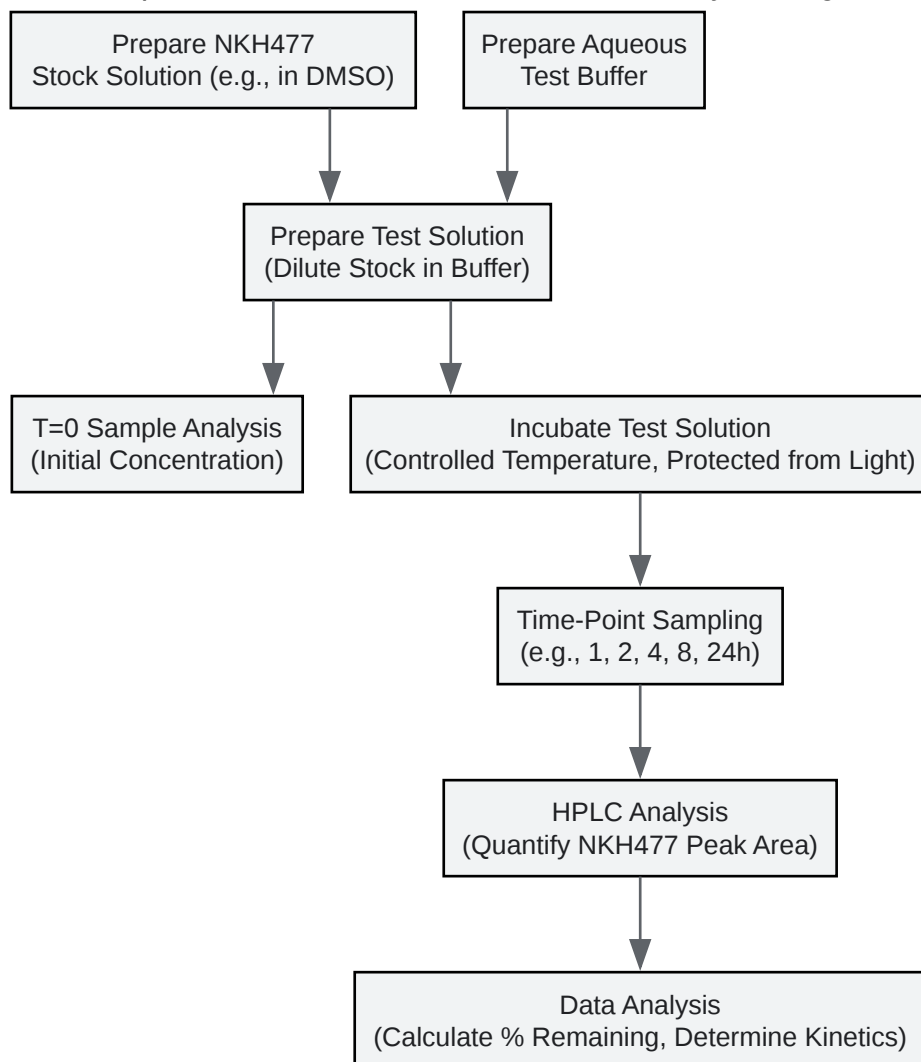 Prepare NKH477
Stock Solution (e.g., in DMSO)
Prepare Aqueous
Test Buffer
Prepare Test Solution
(Dilute Stock in Buffer)
T=0 Sample Analysis
(Initial Concentration)
Incubate Test Solution
(Controlled Temperature, Protected from Light)
Time-Point Sampling
(e.g., 1, 2, 4, 8, 24h)
HPLC Analysis
(Quantify NKH477 Peak Area)
Data Analysis
(Calculate % Remaining, Determine Kinetics)